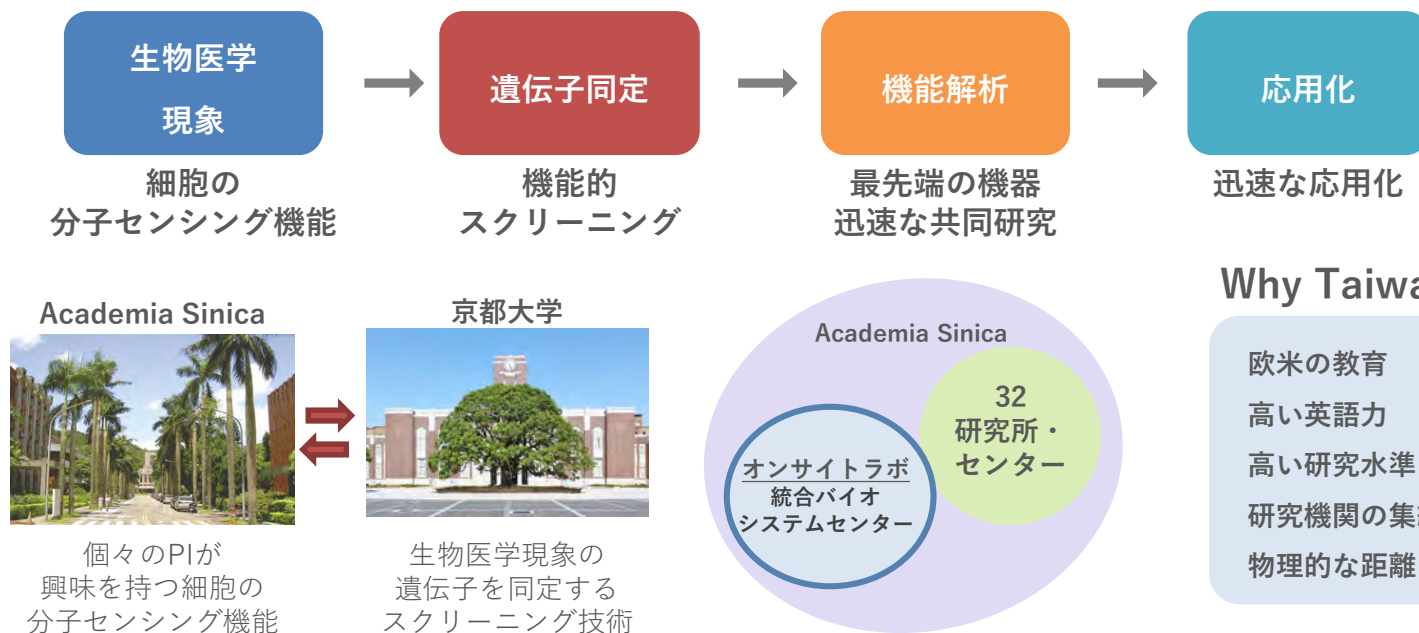 生物医学
現象
遺伝子同定
機能解析
応用化
細胞の
分子センシング機能
機能的
スクリーニング
最先端の機器
迅速な共同研究
迅速な応用化
Academia Sinica
個々のPIが
興味を持つ細胞の
分子センシング機能
京都大学
生物医学現象の
遺伝子を同定する
スクリーニング技術
Academia Sinica
32
研究所・
センター
オンサイトラボ
統合バイオ
システムセンター
Why
欧米の教育
高い英語力
高い研究水準
研究機関の
物理的な距離